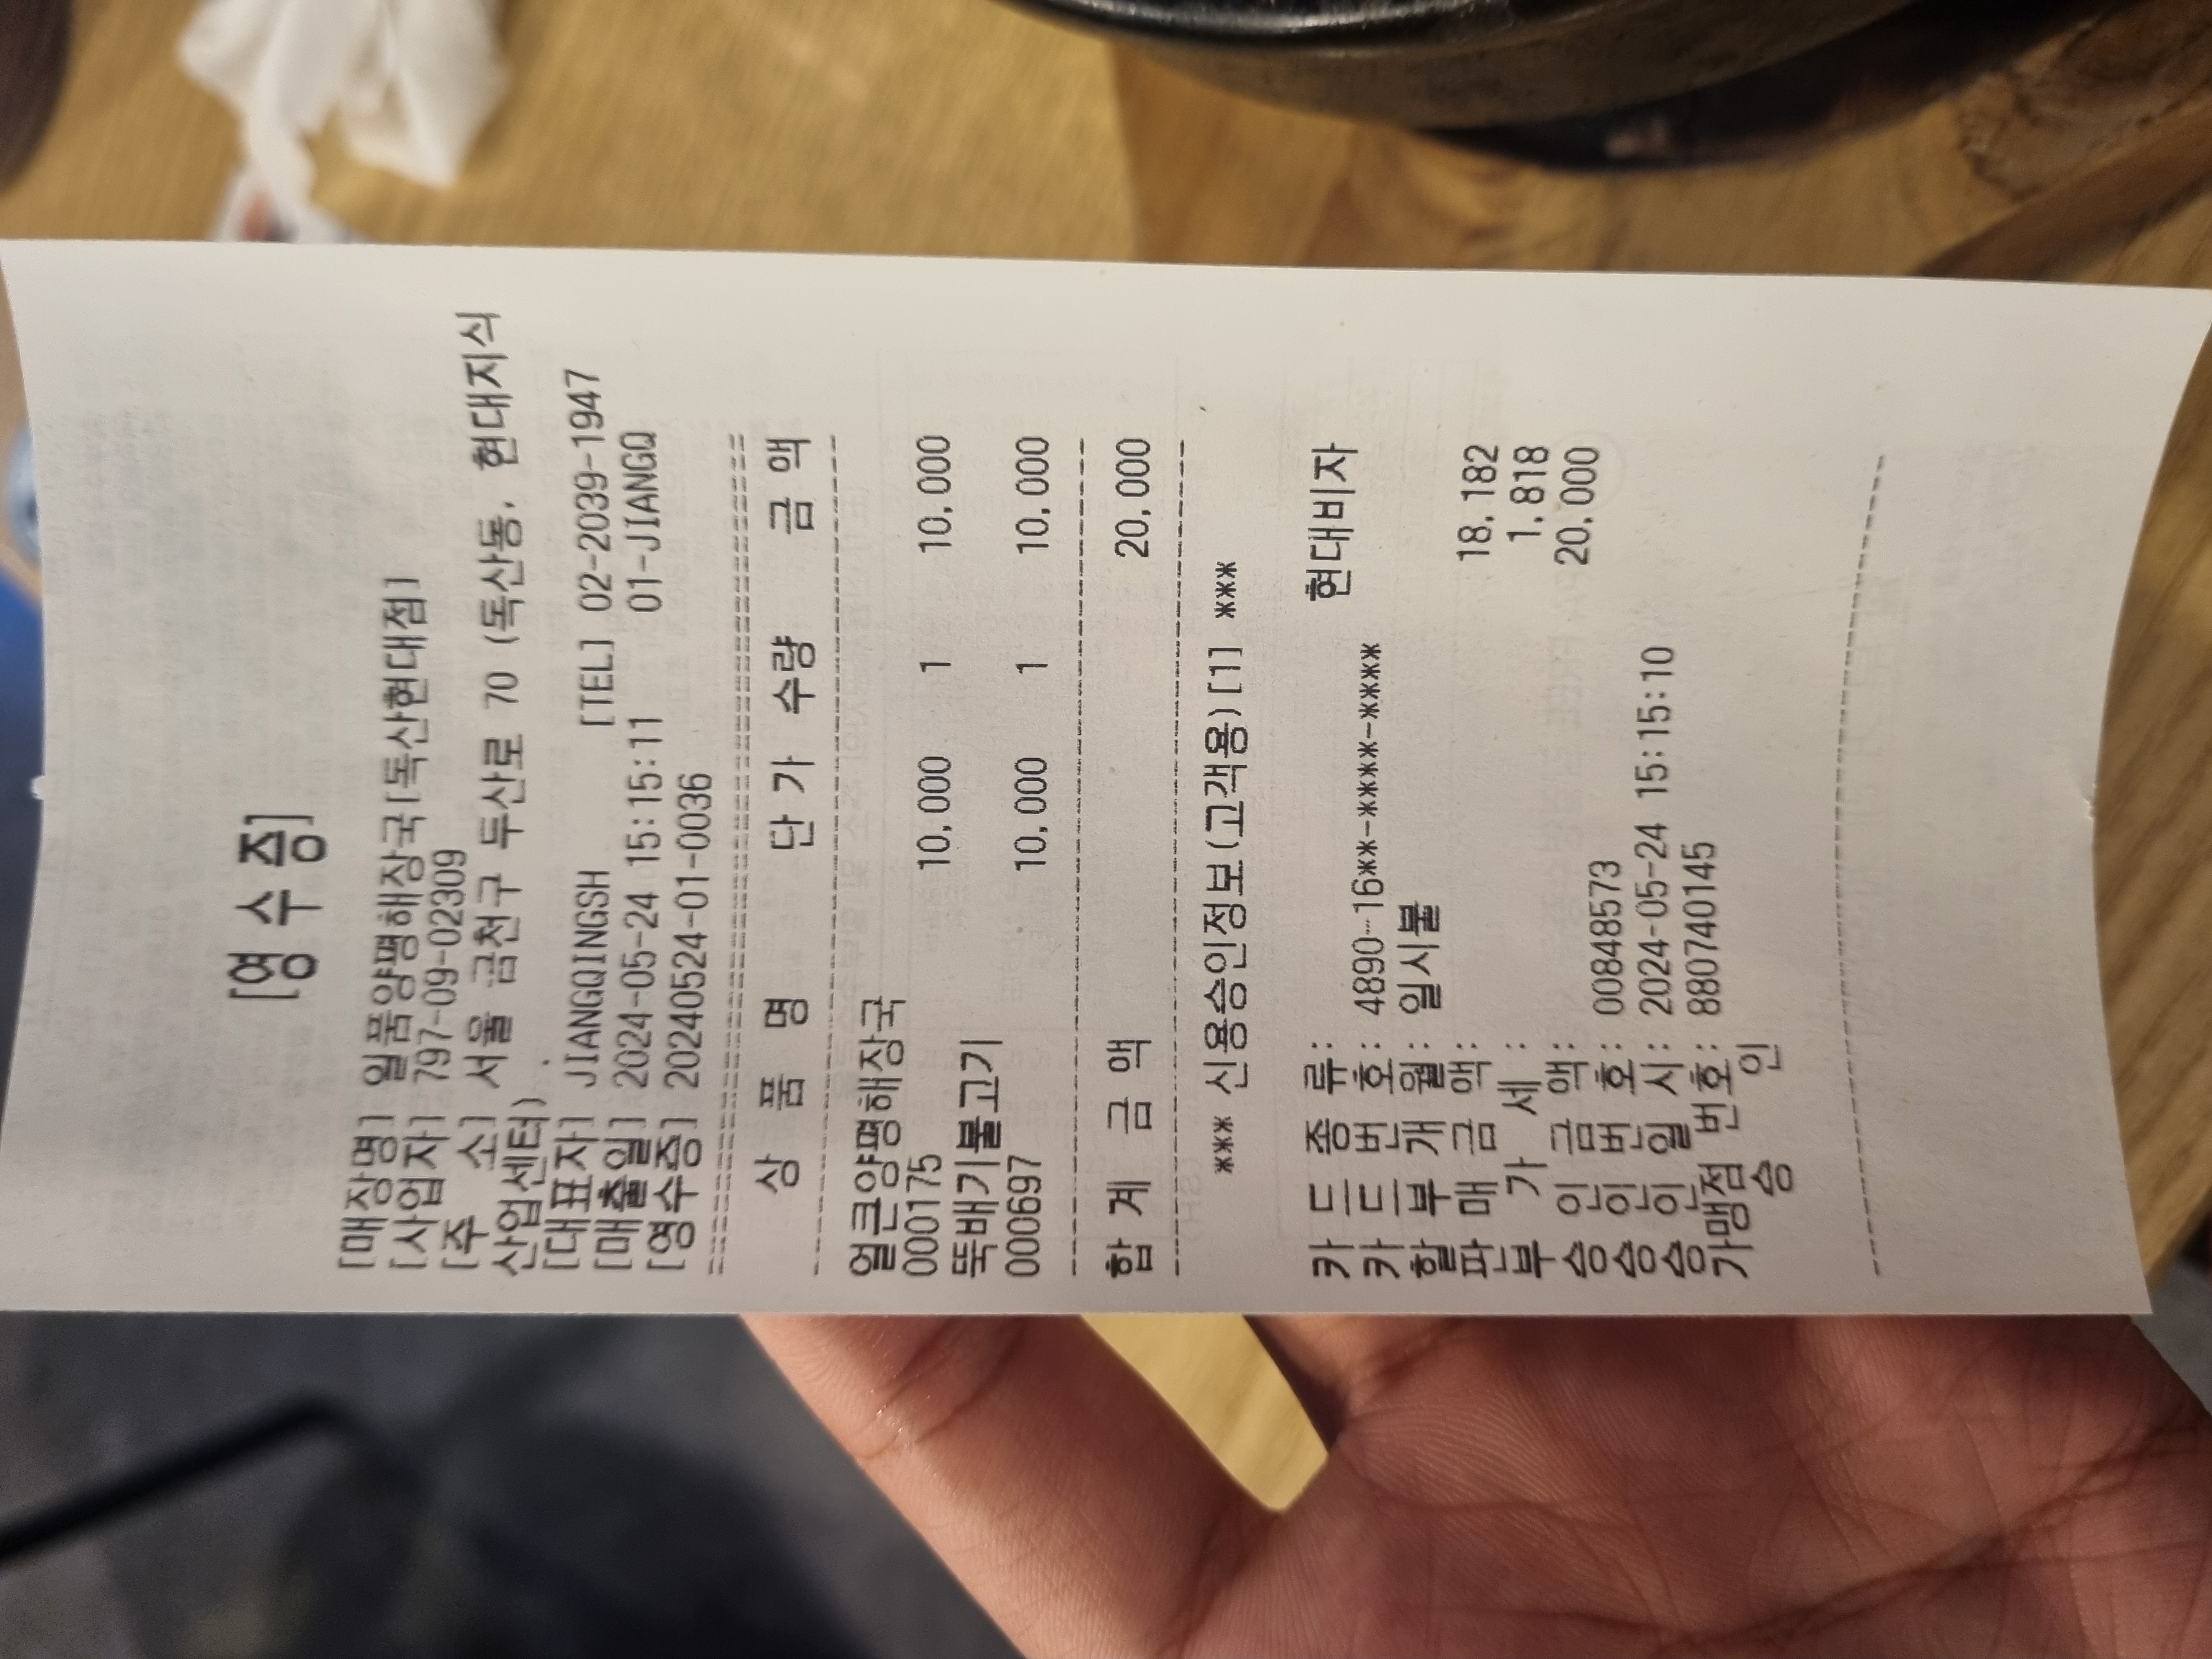 [영 수 증]
[매장명] 일품양평해장국[독산현대점]
[사업자] 797-09-02309
[주 소] 서울 금천구 두산로 70 (독산동, 현대지식
산업센터) .
[대표자] JIANGQINGSH [TEL] 02-2039-1947
[매출일] 2024-05-24 15:15:11 01-JIANGQ
[영수증] 20240524-01-0036
========================================
상 품 명 단 가 수량 금 액
----------------------------------------
얼큰양평해장국
000175 10,000 1 10,000
뚝배기불고기
000697 10,000 1 10,000
----------------------------------------
합 계 금 액 20,000
----------------------------------------
*** 신용승인정보(고객용)[1] ***
카 드 종 류: 현대비자
카 드 번 호: 4890-16**-****-****
할 부 개 월: 일시불
판 매 금 액: 18,182
부 가 세 : 1,818
승 인 금 액: 20,000
승 인 번 호: 00848573
승 인 일 시: 2024-05-24 15:15:10
가맹점 번호: 880740145
승 인
----------------------------------------